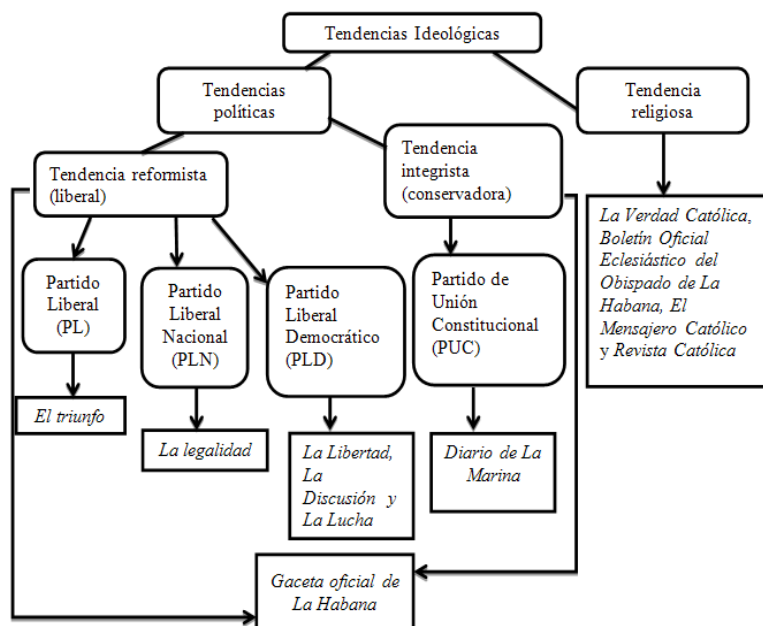 Tendencias Ideológicas
Tendencias
políticas
Tendencia
religiosa
Tendencia reformista
(liberal)
Tendencia
integrista
(conservadora)
La Verdad Católica,
Boletín Oficial
Eclesiástico del
Obispado de La
Habana, El
Mensajero Católico
y Revista Católica
Partido
Liberal
(PL)
Partido
Liberal
Nacional
(PLN)
Partido
Liberal
Democrático
(PLD)
Partido de
Unión
Constitucional
(PUC)
El triunfo
La legalidad
La Libertad,
La
Discusión y
La Lucha
Diario de La
Marina
Gaceta oficial de
La Habana